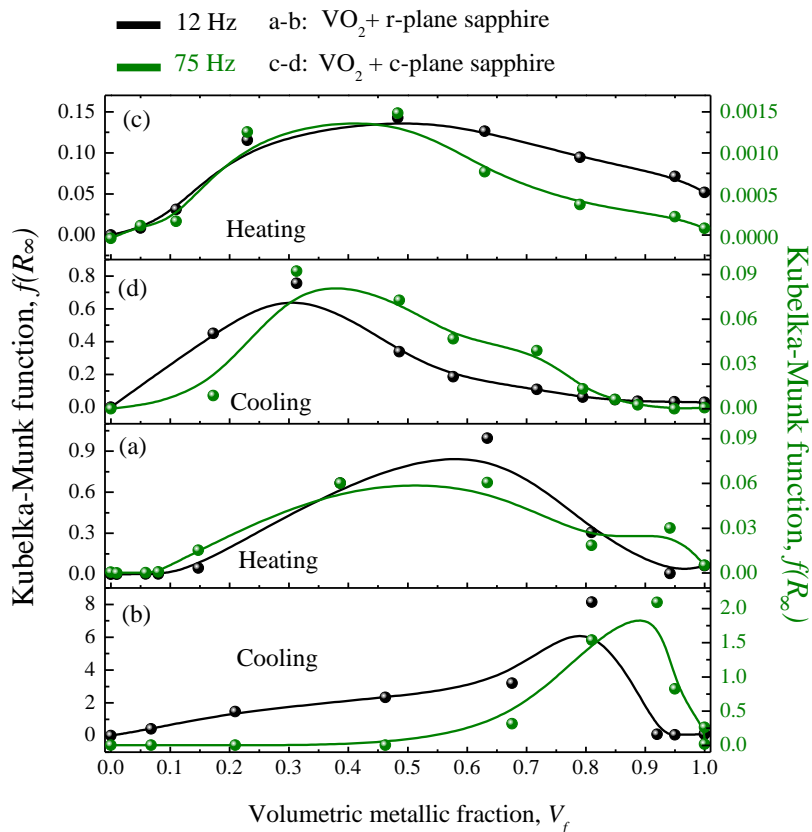 12 Hz a-b: VO2+ r-plane sapphire
75 Hz c-d: VO2 + c-plane sapphire
Kubelka-Munk function, f(R∞)
Kubelka-Munk function, f(R∞)
(c)
Heating
0.15
0.10
0.05
0.00
0.0015
0.0010
0.0005
0.0000
(d)
Cooling
0.8
0.6
0.4
0.2
0.0
0.09
0.06
0.03
0.00
(a)
Heating
0.9
0.6
0.3
0.0
0.09
0.06
0.03
0.00
(b)
Cooling
8
6
4
2
0
2.0
1.5
1.0
0.5
0.0
0.0 0.1 0.2 0.3 0.4 0.5 0.6 0.7 0.8 0.9 1.0
Volumetric metallic fraction, Vf